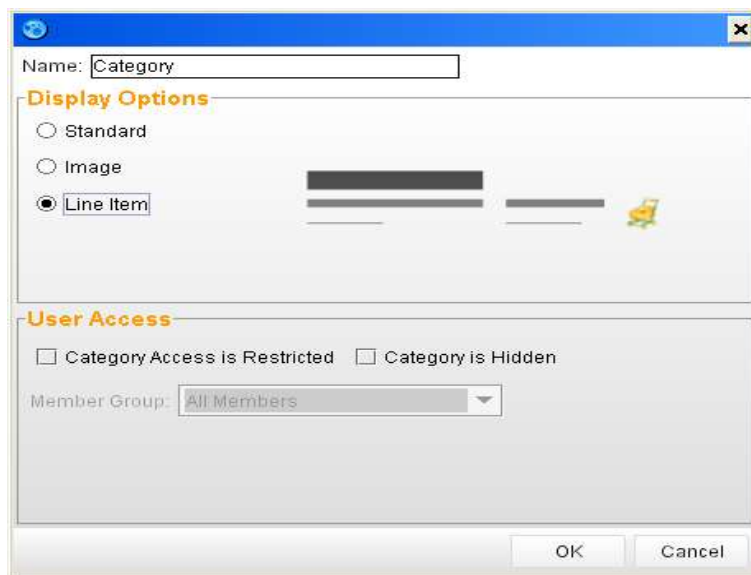 Name: Category
Display Options
Standard
Image
Line Item
User Access
Category Access is Restricted Category is Hidden
Member Group: All Members
OK Cancel